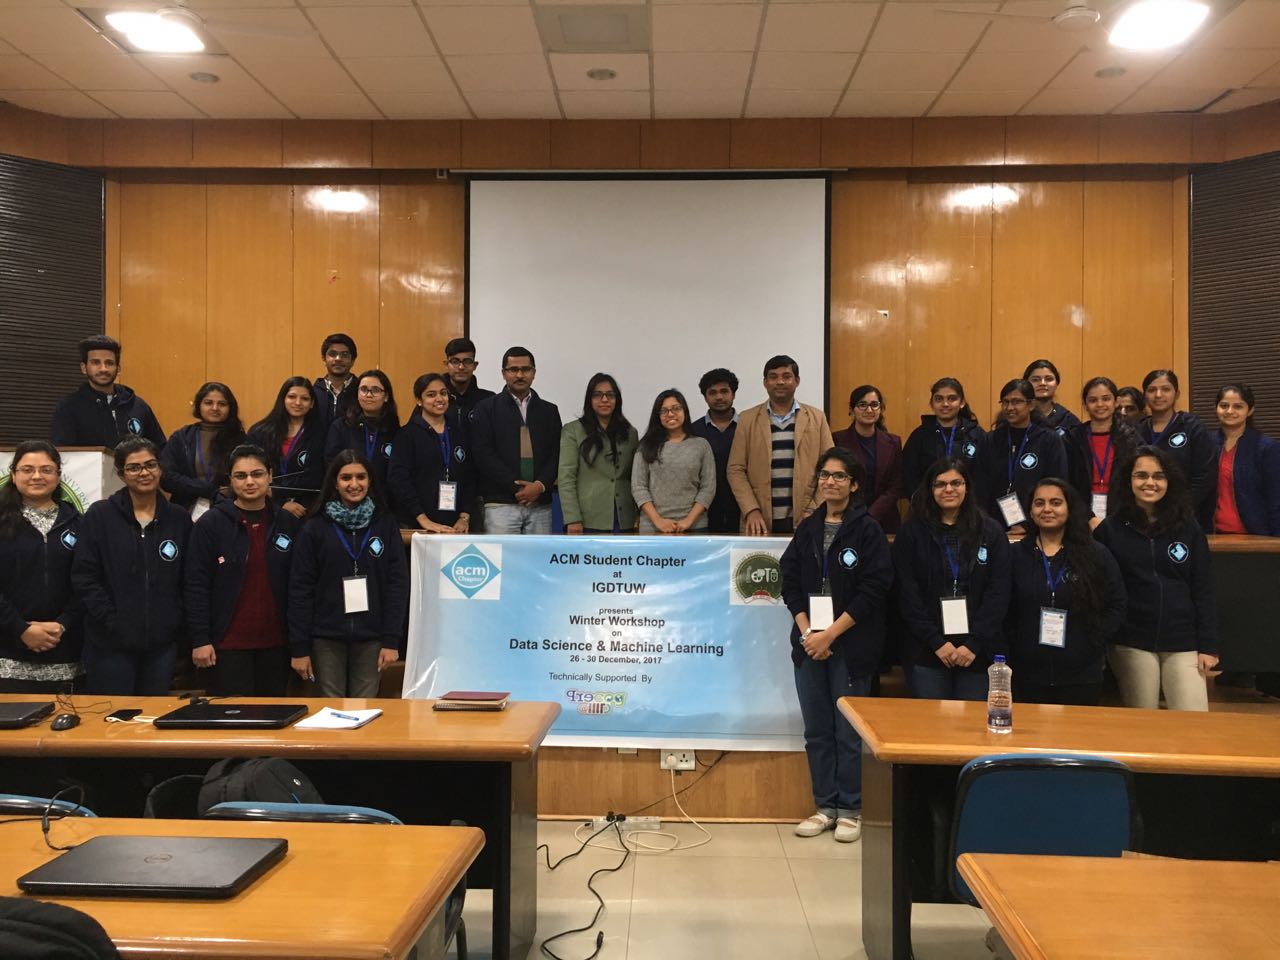 acm
Chapter
ACM Student Chapter
at
IGDTUW
presents
Winter Workshop
on
Data Science & Machine Learning
26 - 30 December, 2017
Technically Supported By